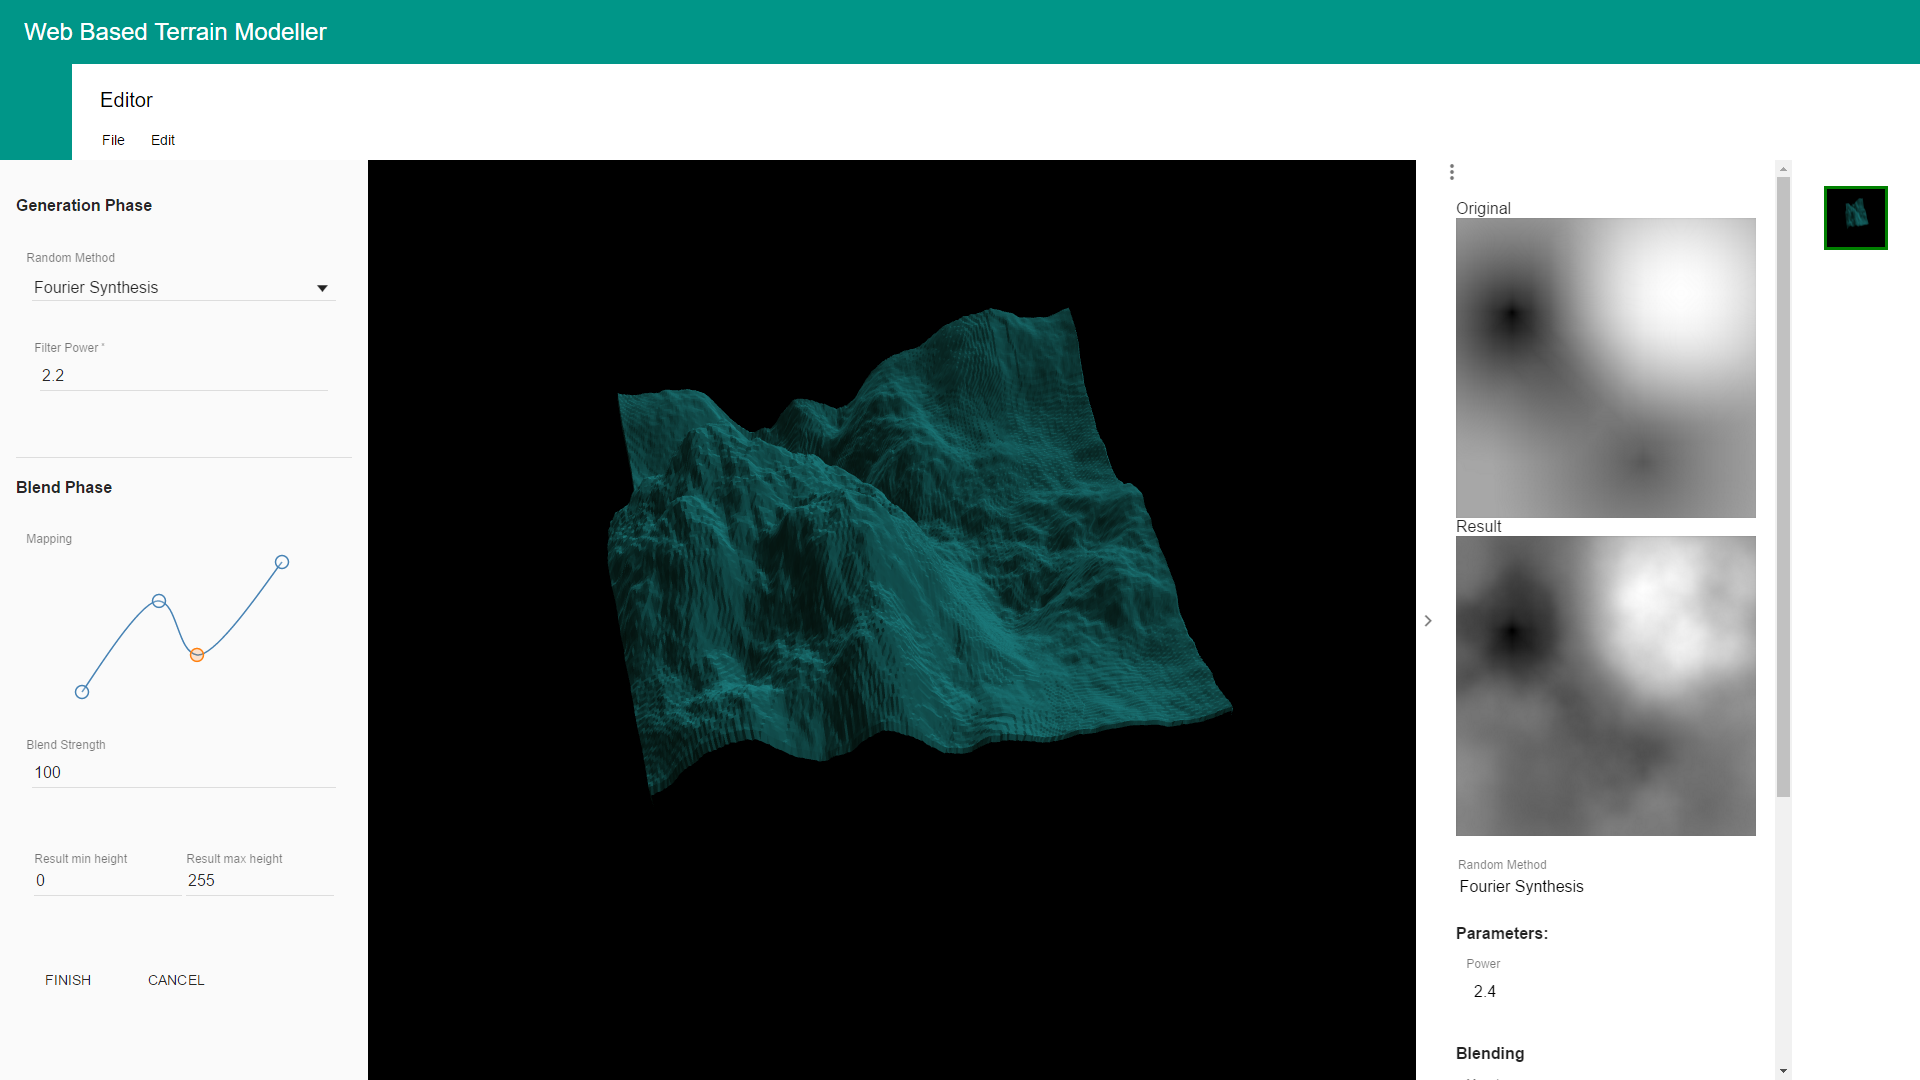 Web Based Terrain Modeller
Editor
File Edit
Generation Phase
Random Method
Fourier Synthesis
Filter Power *
2.2
Blend Phase
Mapping
Blend Strength
100
Result min height Result max height
0 255
FINISH CANCEL
Original
Result
Random Method
Fourier Synthesis
Parameters:
Power
2.4
Blending